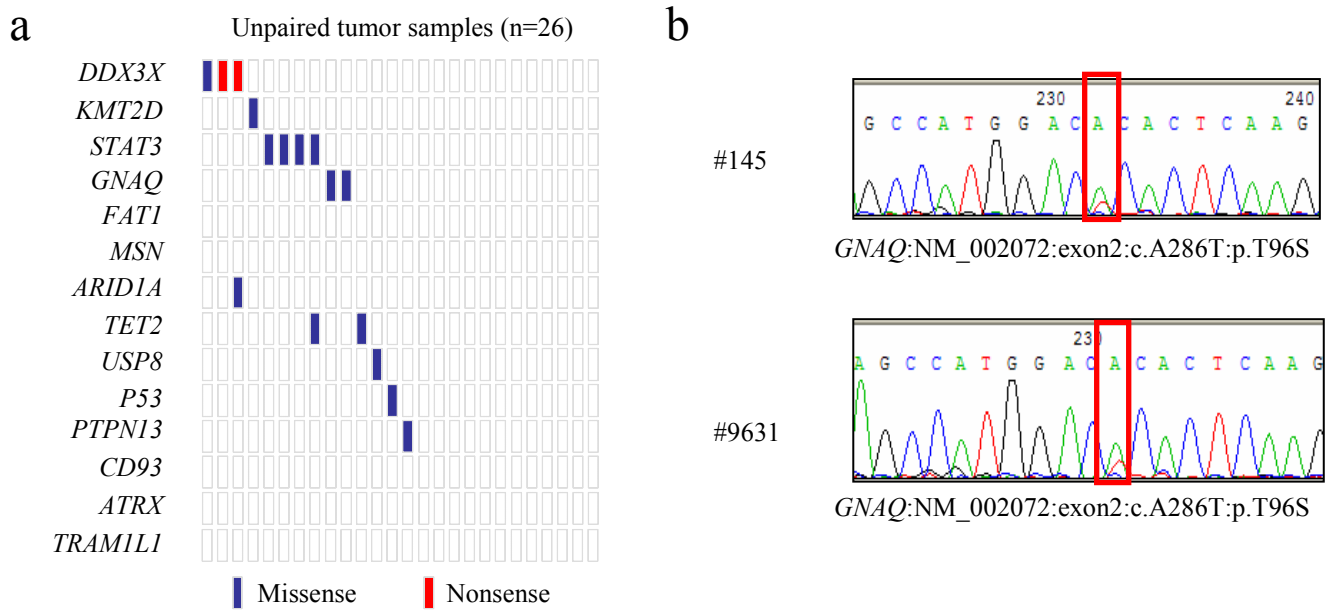 a
Unpaired tumor samples (n=26)
DDX3X
KMT2D
STAT3
GNAQ
FAT1
MSN
ARID1A
TET2
USP8
P53
PTPN13
CD93
ATRX
TRAM1L1
Missense
Nonsense
b
#145
230 240
G C C A T G G A C A C A C T C A A G
GNAQ:NM_002072:exon2:c.A286T:p.T96S
#9631
230
A G C C A T G G A C A C A C T C A A G
GNAQ:NM_002072:exon2:c.A286T:p.T96S